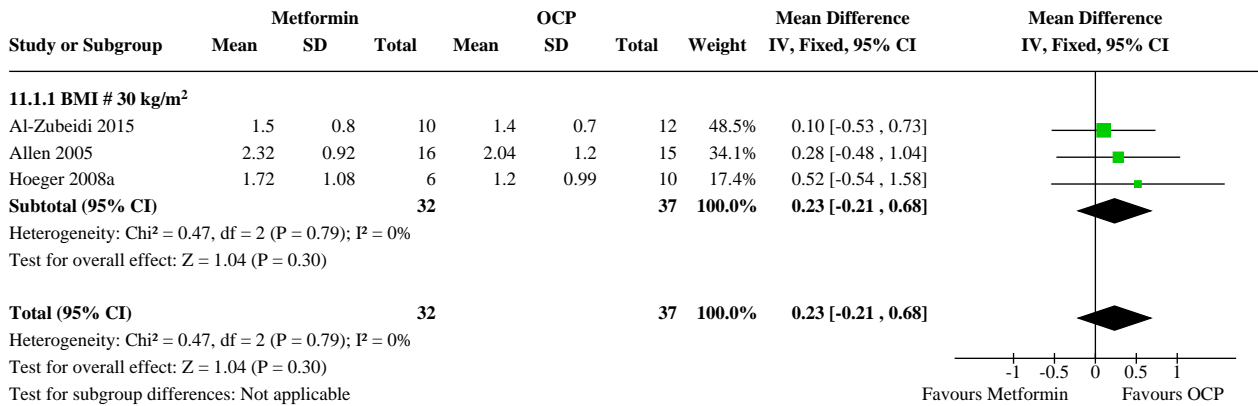 Metformin OCP Mean Difference Mean Difference
Study or Subgroup Mean SD Total Mean SD Total Weight IV, Fixed, 95% CI IV, Fixed, 95% CI
11.1.1 BMI # 30 kg/m²
Al-Zubeidi 2015 1.5 0.8 10 1.4 0.7 12 48.5% 0.10 [-0.53 , 0.73]
Allen 2005 2.32 0.92 16 2.04 1.2 15 34.1% 0.28 [-0.48 , 1.04]
Hoeger 2008a 1.72 1.08 6 1.2 0.99 10 17.4% 0.52 [-0.54 , 1.58]
Subtotal (95% CI) 32 37 100.0% 0.23 [-0.21 , 0.68]
Heterogeneity: Chi² = 0.47, df = 2 (P = 0.79); I² = 0%
Test for overall effect: Z = 1.04 (P = 0.30)
Total (95% CI) 32 37 100.0% 0.23 [-0.21 , 0.68]
Heterogeneity: Chi² = 0.47, df = 2 (P = 0.79); I² = 0%
Test for overall effect: Z = 1.04 (P = 0.30)
-1 -0.5 0 0.5 1
Test for subgroup differences: Not applicable Favours Metformin Favours OCP